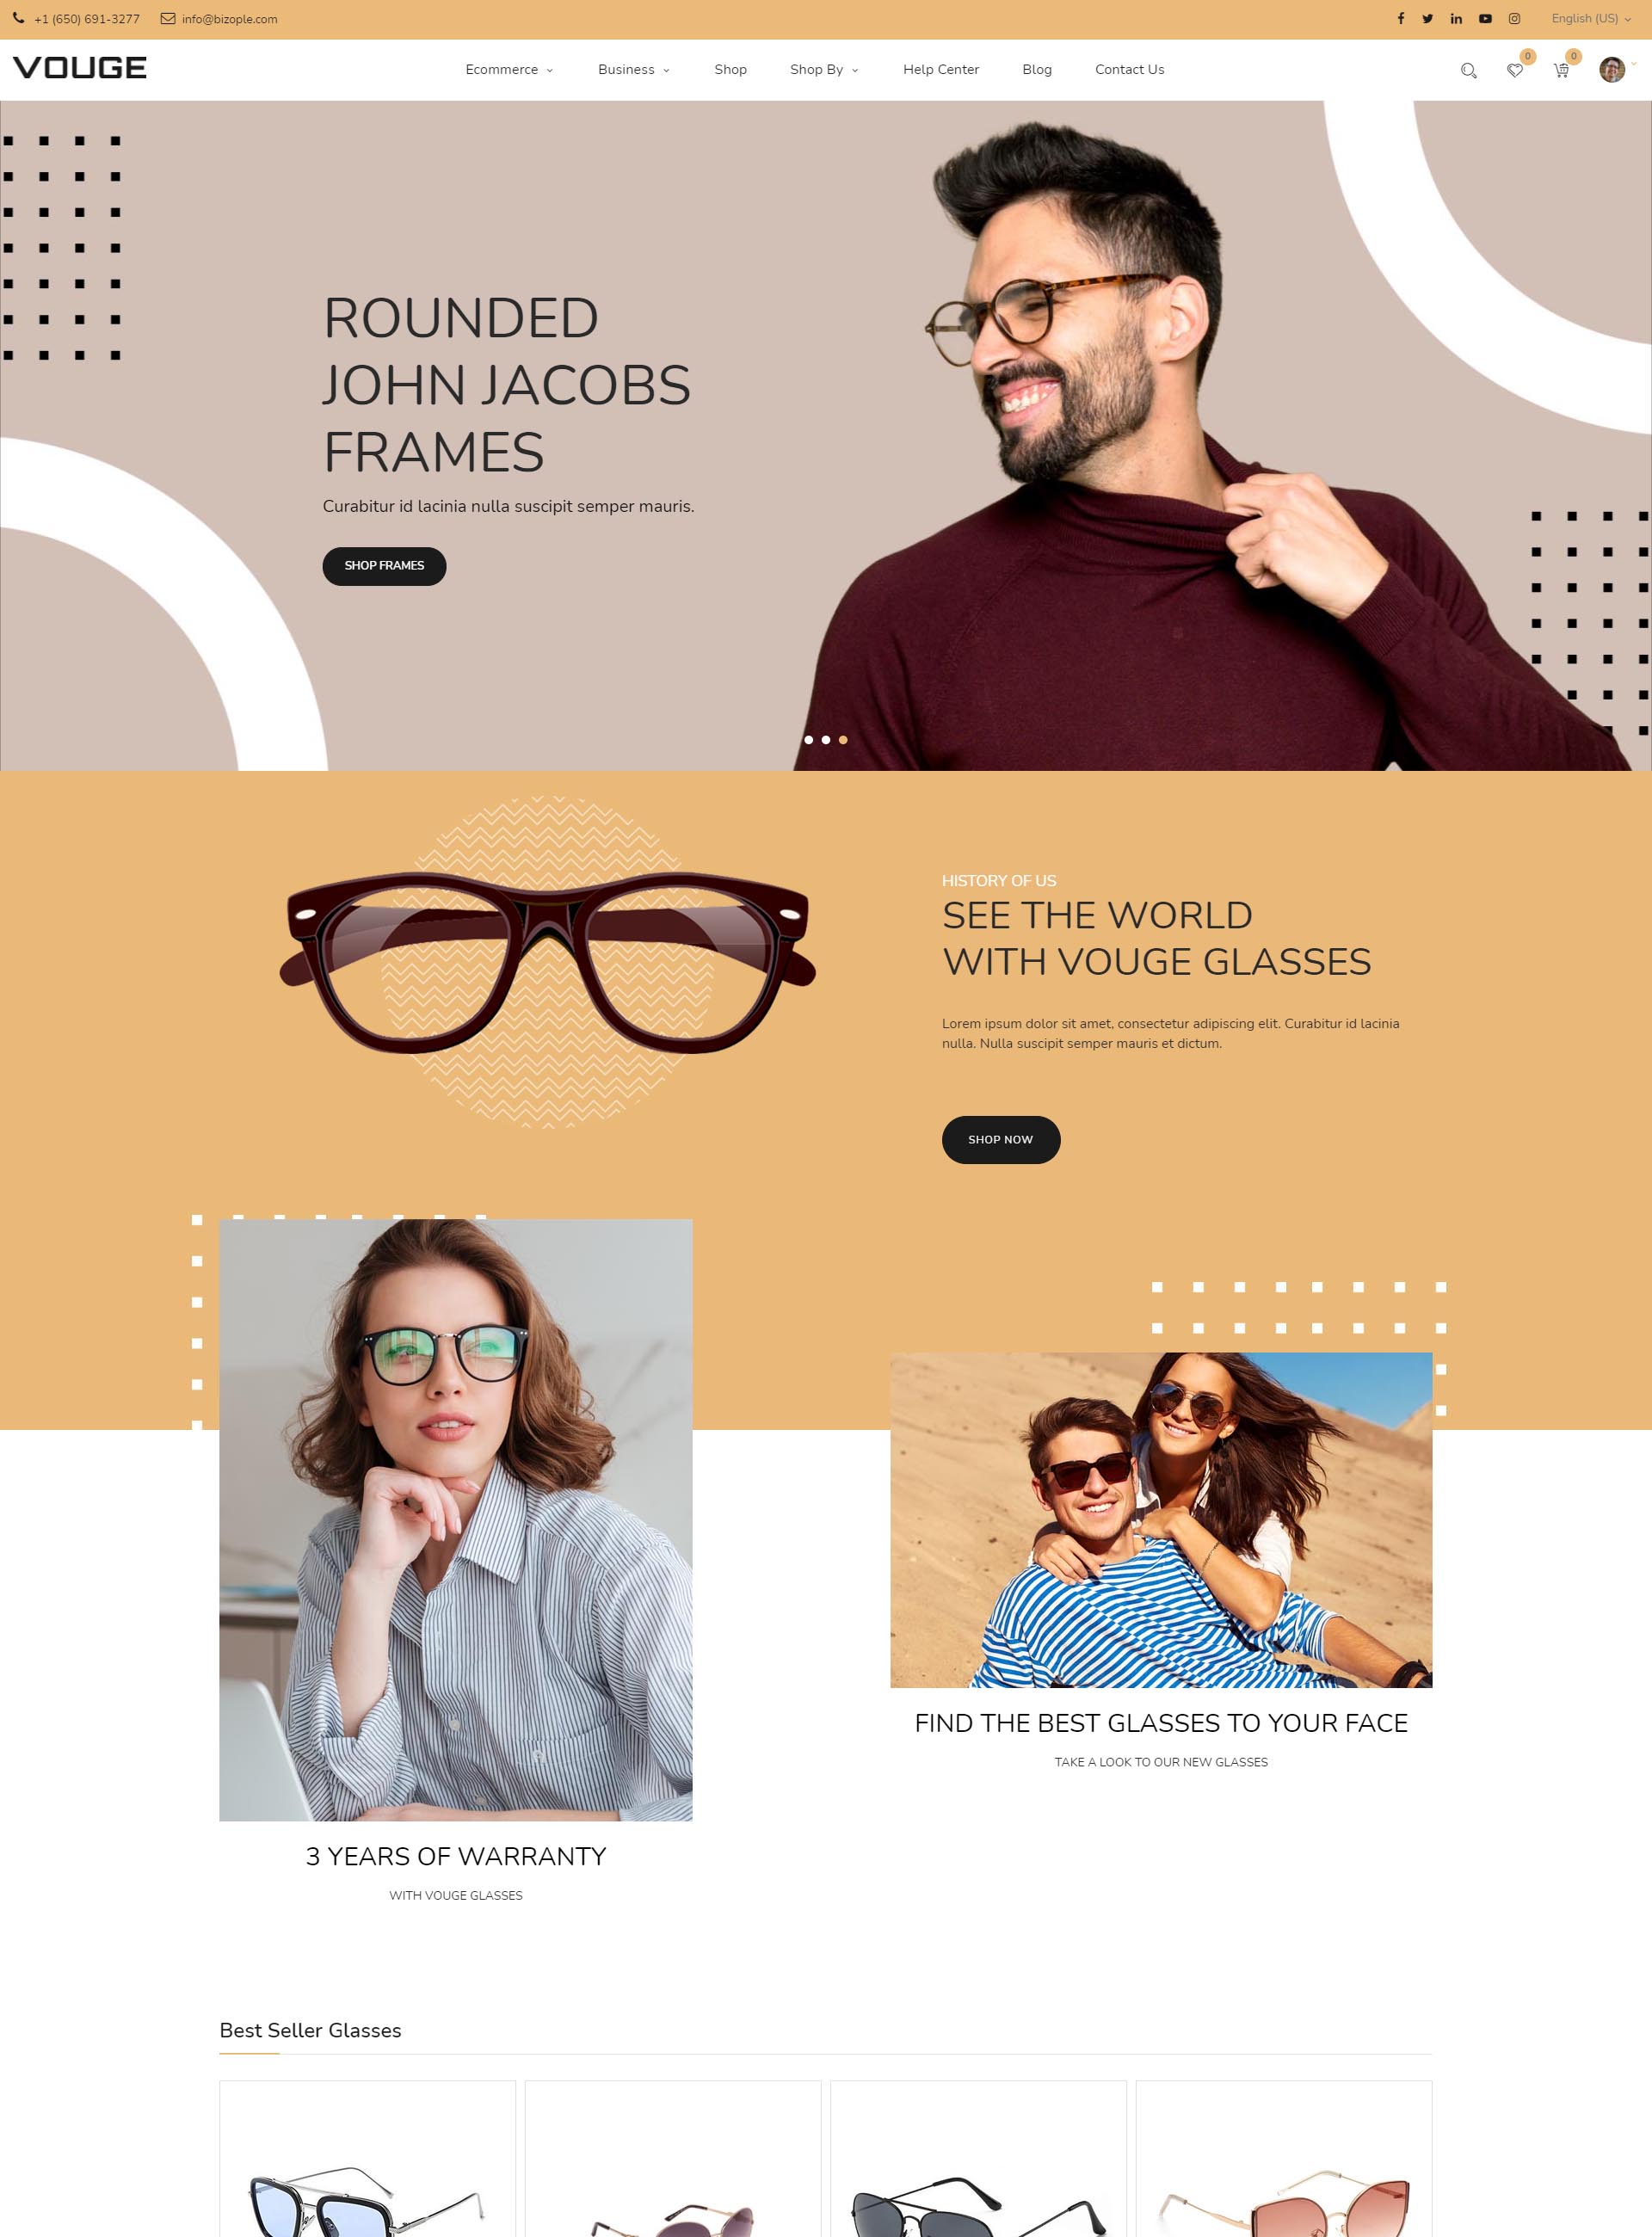 +1 (650) 691-3277 info@bizople.com English (US)
VOUGE
Ecommerce Business Shop Shop By Help Center Blog Contact Us
0 0
ROUNDED
JOHN JACOBS
FRAMES
Curabitur id lacinia nulla suscipit semper mauris.
SHOP FRAMES
HISTORY OF US
SEE THE WORLD
WITH VOUGE GLASSES
Lorem ipsum dolor sit amet, consectetur adipiscing elit. Curabitur id lacinia
nulla. Nulla suscipit semper mauris et dictum.
SHOP NOW
FIND THE BEST GLASSES TO YOUR FACE
TAKE A LOOK TO OUR NEW GLASSES
3 YEARS OF WARRANTY
WITH VOUGE GLASSES
Best Seller Glasses